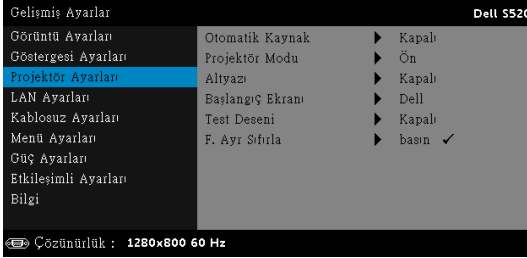 Gelişmiş Ayarlar Dell S520
Görüntü Ayarları
Göstergesi Ayarları
Projektör Ayarları
LAN Ayarları
Kablosuz Ayarları
Menü Ayarları
Güç Ayarları
Etkileşimli Ayarları
Bilgi
Otomatik Kaynak Kapalı
Projektör Modu Ön
Altyazı Kapalı
Başlangıç Ekranı Dell
Test Deseni Kapalı
F. Ayr Sıfırla basın ✓
Çözünürlük : 1280x800 60 Hz